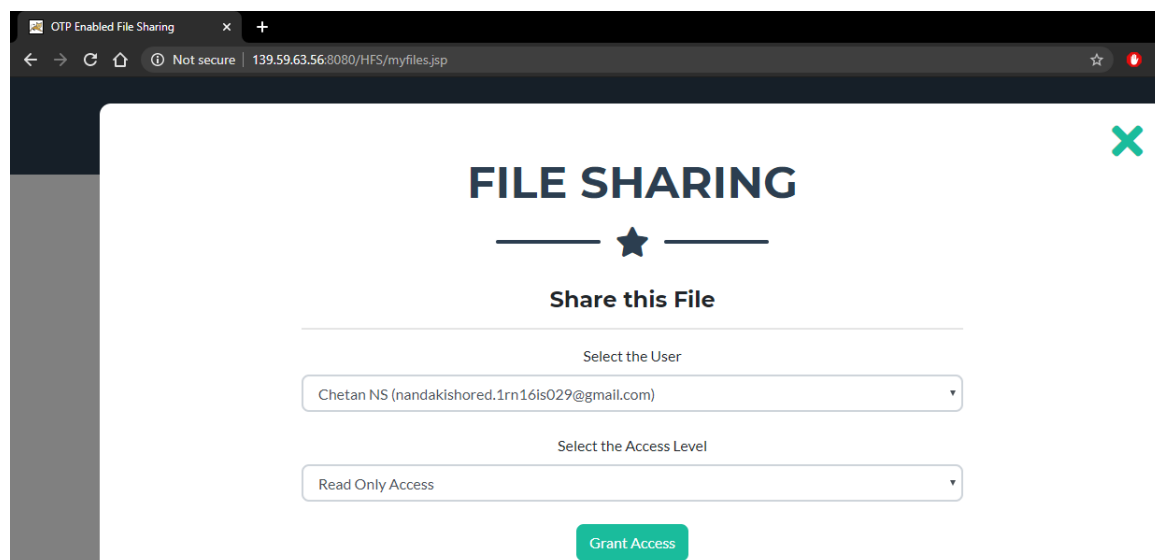 OTP Enabled File Sharing
Not secure | 139.59.63.56:8080/HFS/myfiles.jsp
FILE SHARING
Share this File
Select the User
Chetan NS (nandakishored.1rn16is029@gmail.com)
Select the Access Level
Read Only Access
Grant Access